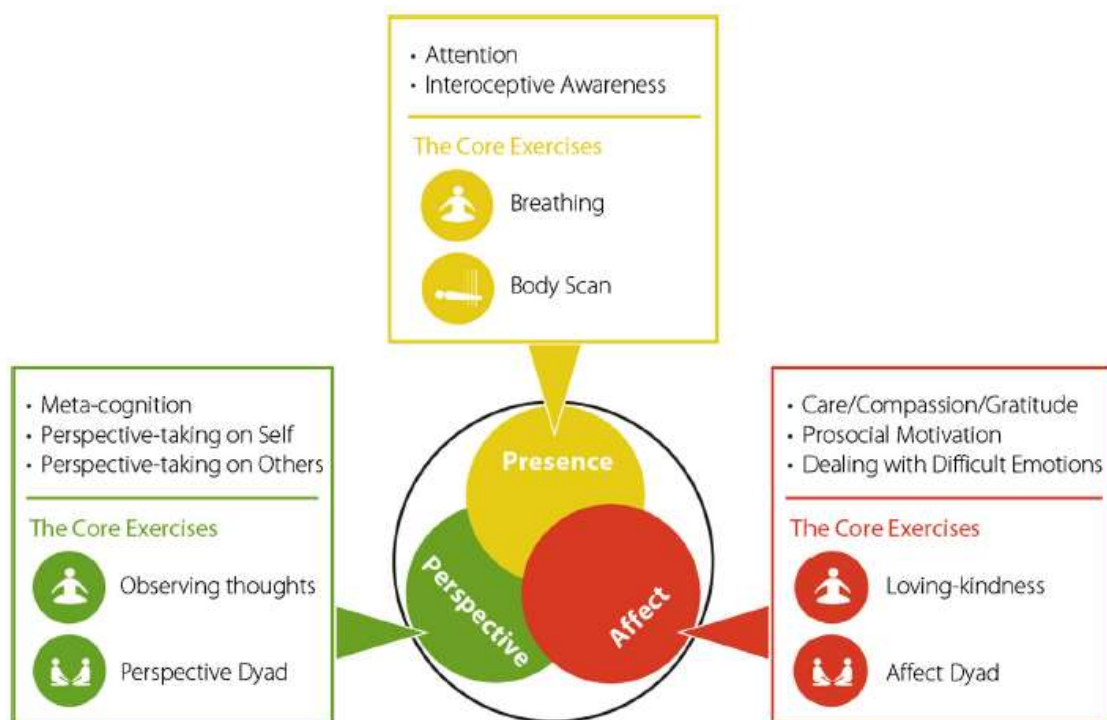 • Attention
• Interoceptive Awareness
The Core Exercises
Breathing
Body Scan
• Meta-cognition
• Perspective-taking on Self
• Perspective-taking on Others
The Core Exercises
Observing thoughts
Perspective Dyad
Presence
Perspective
Affect
• Care/Compassion/Gratitude
• Prosocial Motivation
• Dealing with Difficult Emotions
The Core Exercises
Loving-kindness
Affect Dyad